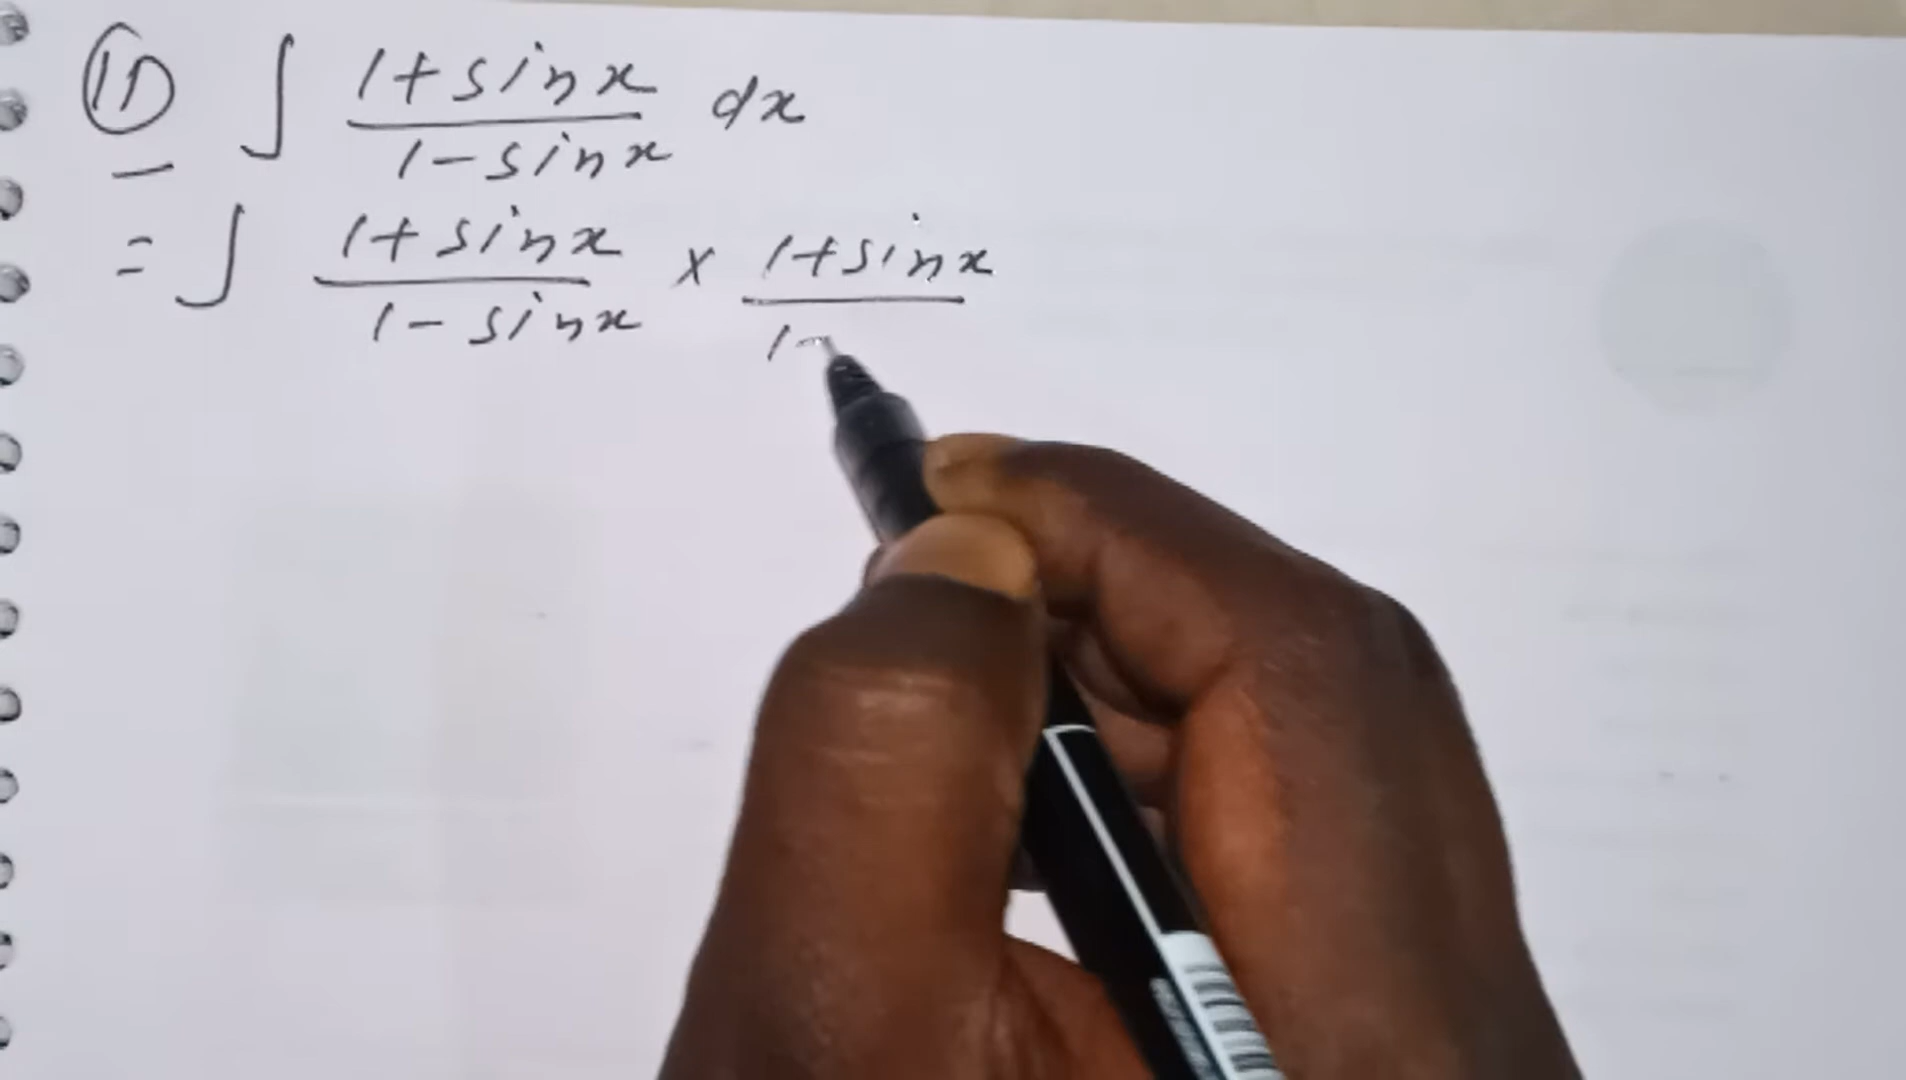 (11) ∫ (1+sinx)/(1-sinx) dx
= ∫ (1+sinx)/(1-sinx) × (1+sinx)/(1-